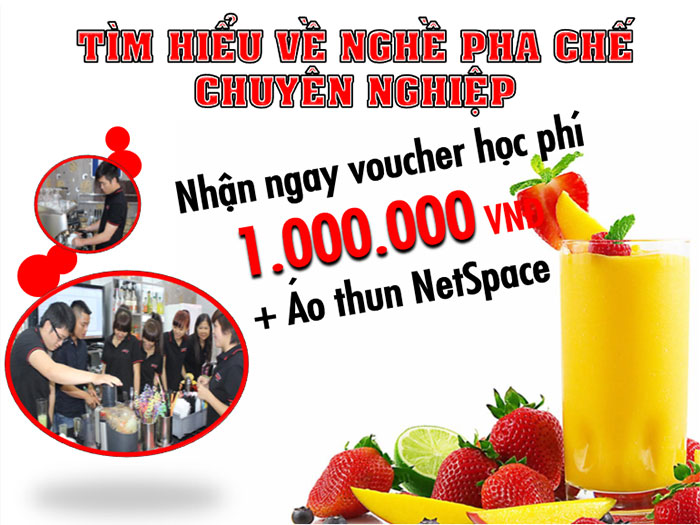 TÌM HIỂU VỀ NGHỀ PHA CHẾ
CHUYÊN NGHIỆP
Nhận ngay voucher học phí
1.000.000 VNĐ
+ Áo thun NetSpace